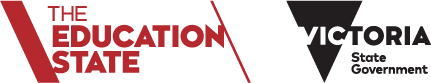 THE
EDUCATION
STATE
VICTORIA
State
Government